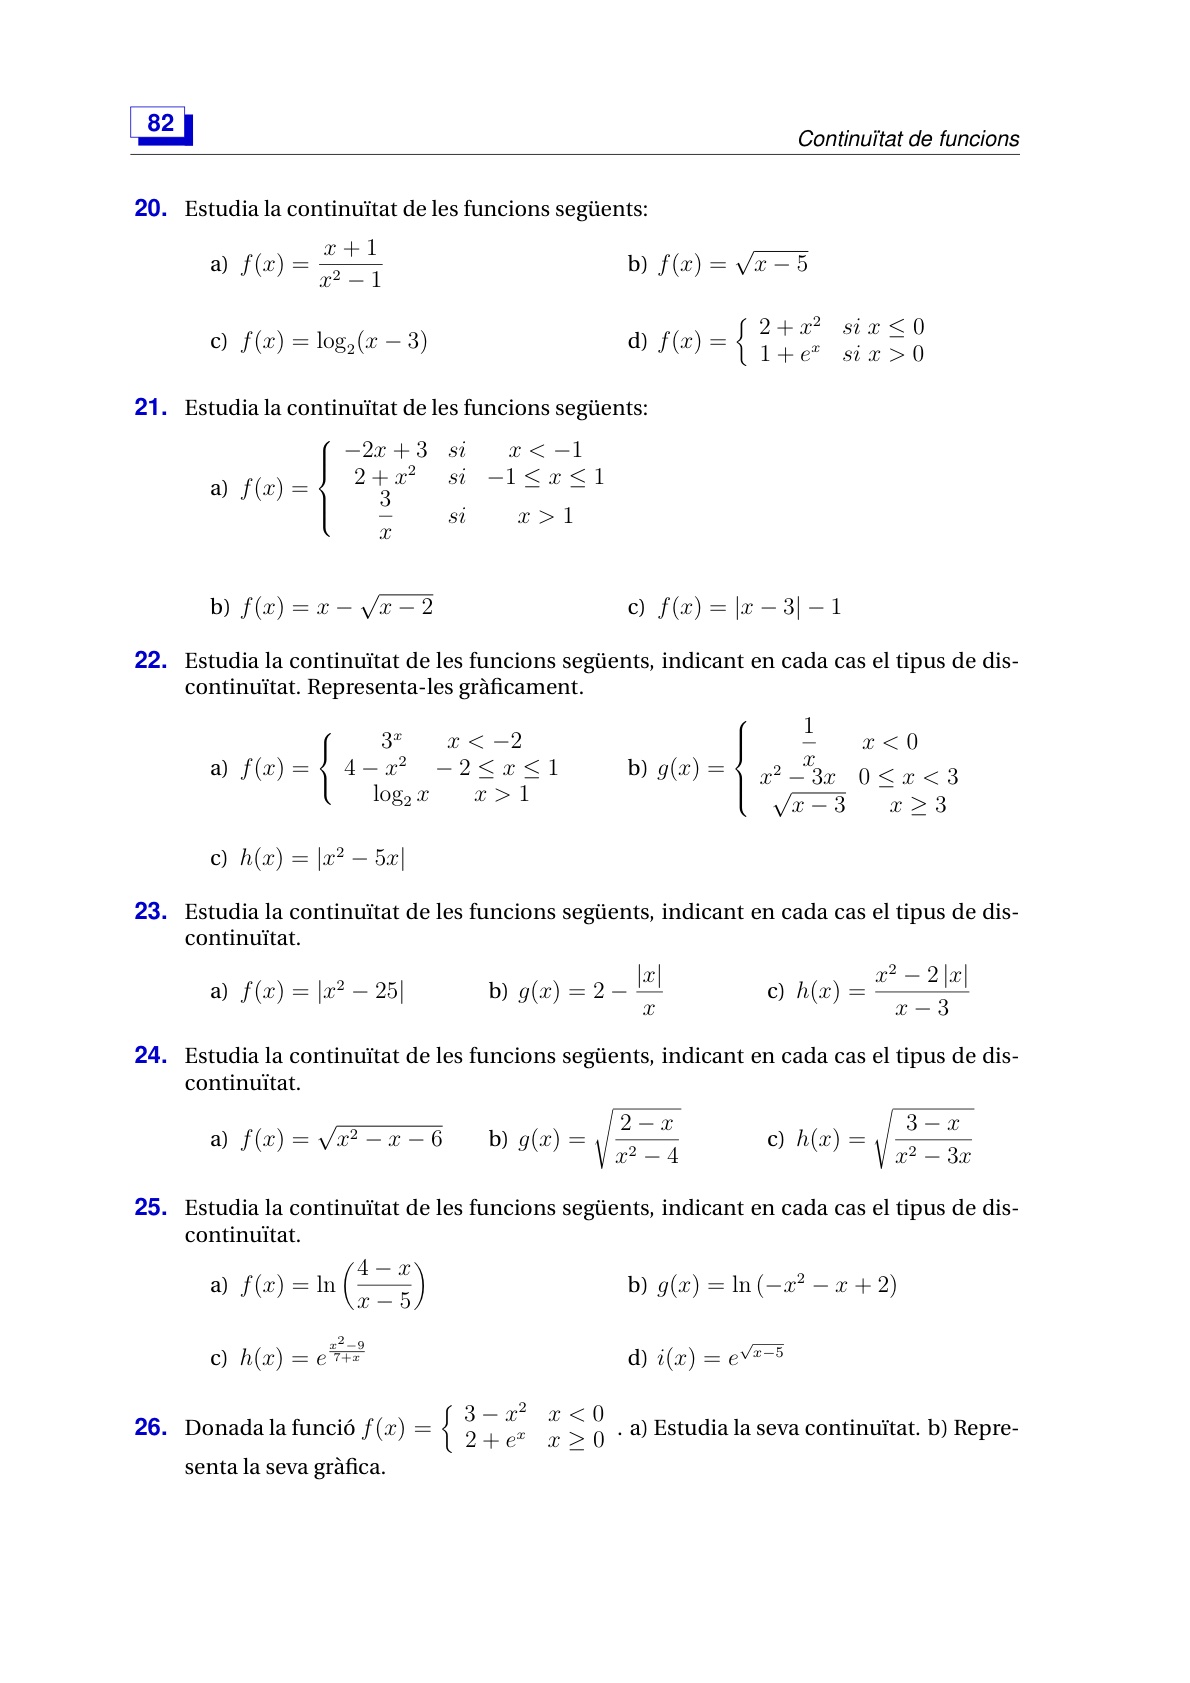 82
Continuïtat de funcions
20. Estudia la continuïtat de les funcions següents:
a) f(x) = \frac{x+1}{x^2-1} b) f(x) = \sqrt{x-5}
c) f(x) = \log_2(x-3) d) f(x) = \begin{cases} 2+x^2 & si\ x \leq 0 \\ 1+e^x & si\ x > 0 \end{cases}
21. Estudia la continuïtat de les funcions següents:
a) f(x) = \begin{cases} -2x+3 & si & x < -1 \\ 2+x^2 & si & -1 \leq x \leq 1 \\ \frac{3}{x} & si & x > 1 \end{cases}
b) f(x) = x - \sqrt{x-2} c) f(x) = |x-3| - 1
22. Estudia la continuïtat de les funcions següents, indicant en cada cas el tipus de dis-
continuïtat. Representa-les gràficament.
a) f(x) = \begin{cases} 3^x & x < -2 \\ 4-x^2 & -2 \leq x \leq 1 \\ \log_2 x & x > 1 \end{cases} b) g(x) = \begin{cases} \frac{1}{x} & x < 0 \\ x^2-3x & 0 \leq x < 3 \\ \sqrt{x-3} & x \geq 3 \end{cases}
c) h(x) = |x^2-5x|
23. Estudia la continuïtat de les funcions següents, indicant en cada cas el tipus de dis-
continuïtat.
a) f(x) = |x^2-25| b) g(x) = 2 - \frac{|x|}{x} c) h(x) = \frac{x^2-2|x|}{x-3}
24. Estudia la continuïtat de les funcions següents, indicant en cada cas el tipus de dis-
continuïtat.
a) f(x) = \sqrt{x^2-x-6} b) g(x) = \sqrt{\frac{2-x}{x^2-4}} c) h(x) = \sqrt{\frac{3-x}{x^2-3x}}
25. Estudia la continuïtat de les funcions següents, indicant en cada cas el tipus de dis-
continuïtat.
a) f(x) = \ln\left(\frac{4-x}{x-5}\right) b) g(x) = \ln(-x^2-x+2)
c) h(x) = e^{\frac{x^2-9}{7+x}} d) i(x) = e^{\sqrt{x-5}}
26. Donada la funció f(x) = \begin{cases} 3-x^2 & x < 0 \\ 2+e^x & x \geq 0 \end{cases}. a) Estudia la seva continuïtat. b) Repre-
senta la seva gràfica.